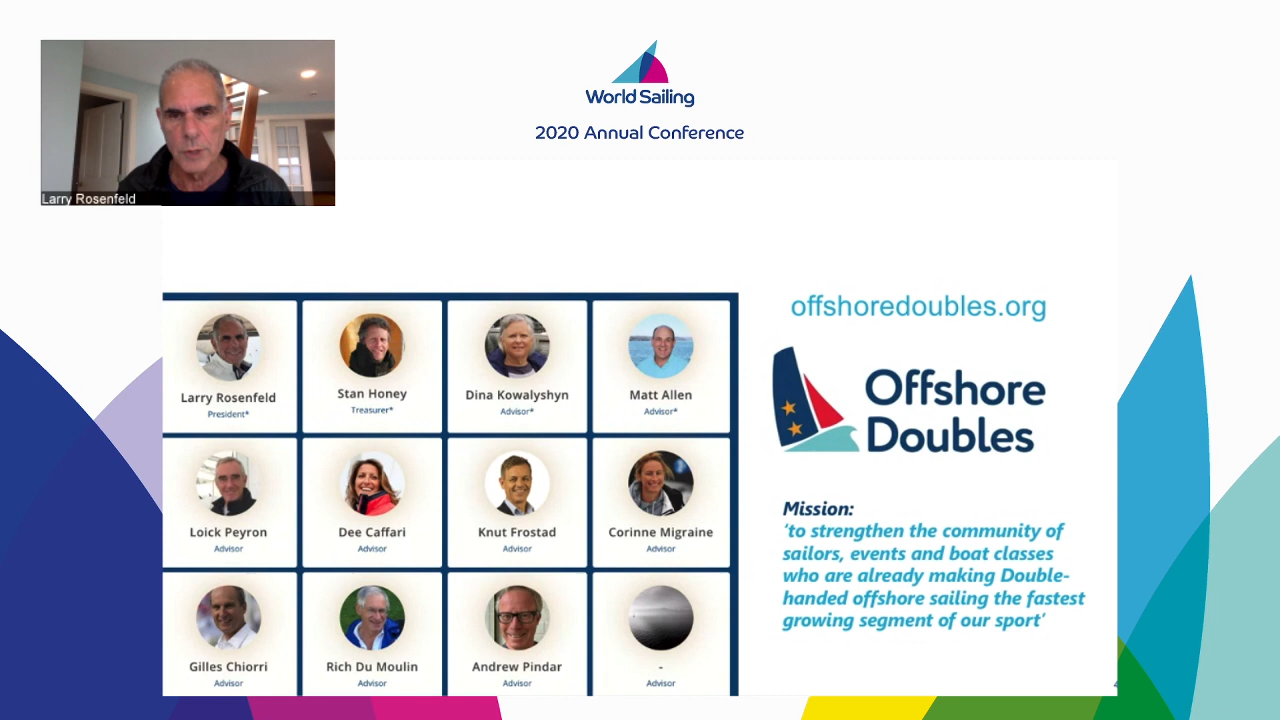 World Sailing
2020 Annual Conference
Larry Rosenfeld
offshoredoubles.org
Larry Rosenfeld
President*
Stan Honey
Treasurer*
Dina Kowalyshyn
Advisor*
Matt Allen
Advisor*
Loick Peyron
Advisor
Dee Caffari
Advisor
Knut Frostad
Advisor
Corinne Migraine
Advisor
Gilles Chiorri
Advisor
Rich Du Moulin
Advisor
Andrew Pindar
Advisor
-
Advisor
Offshore
Doubles
Mission:
‘to strengthen the community of
sailors, events and boat classes
who are already making Double-
handed offshore sailing the fastest
growing segment of our sport’
4